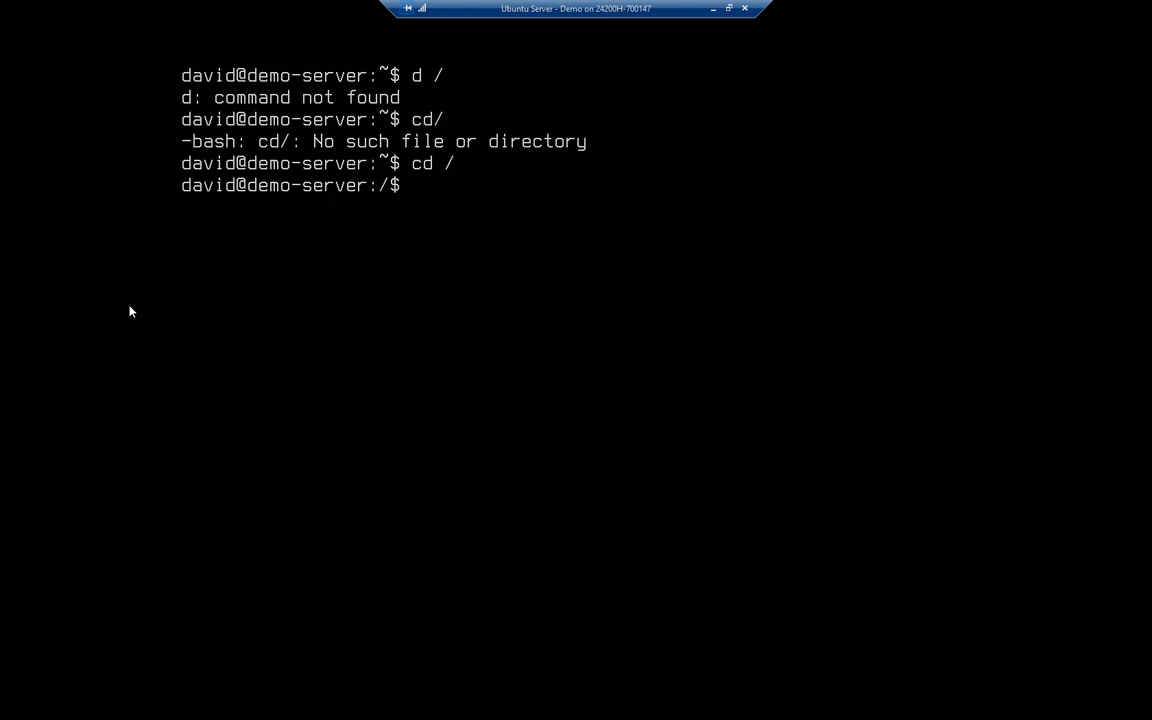 Ubuntu Server - Demo on 24200H-700147
david@demo-server:~$ d /
d: command not found
david@demo-server:~$ cd/
-bash: cd/: No such file or directory
david@demo-server:~$ cd /
david@demo-server:/$